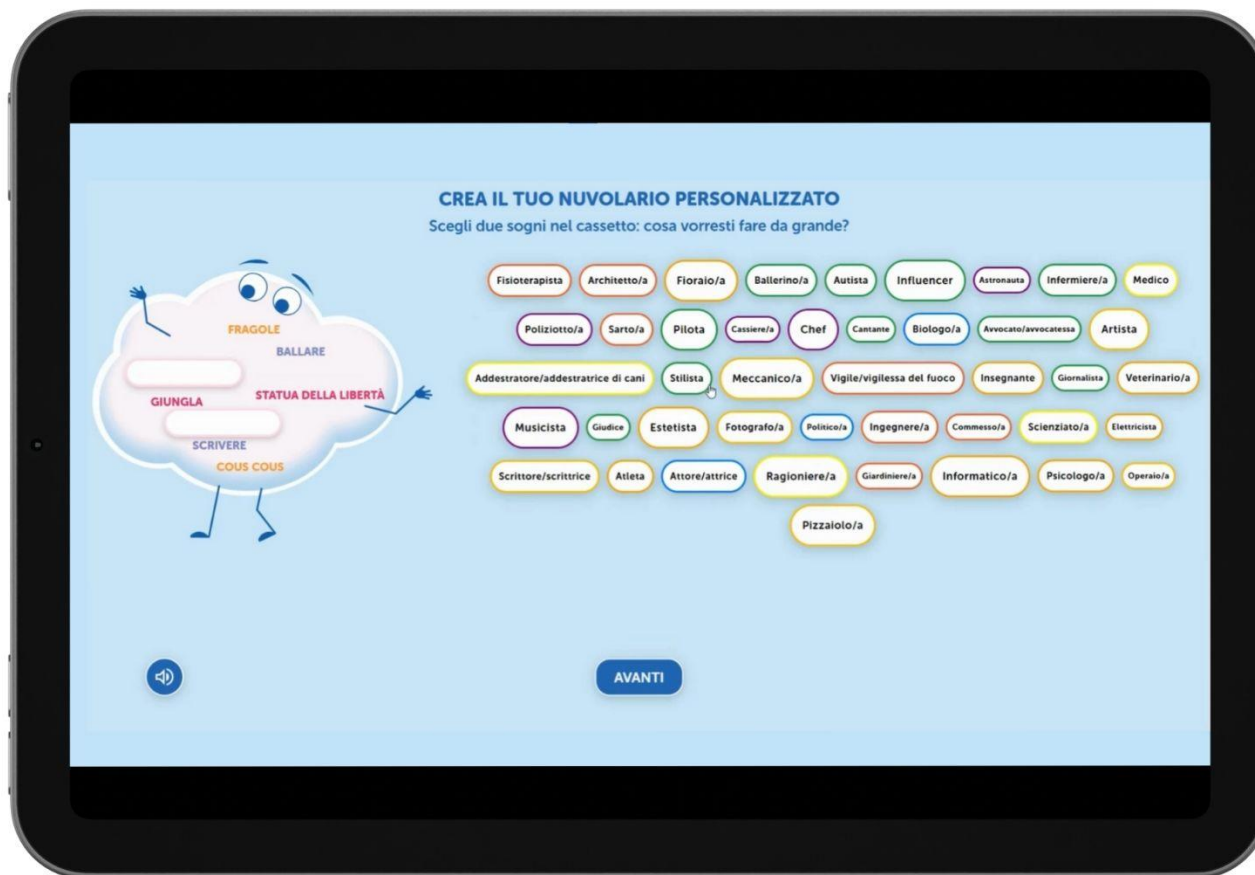 CREA IL TUO NUVOLARIO PERSONALIZZATO
Scegli due sogni nel cassetto: cosa vorresti fare da grande?
FRAGOLE
BALLARE
GIUNGLA
STATUA DELLA LIBERTÀ
SCRIVERE
COUS COUS
Fisioterapista Architetto/a Fioraio/a Ballerino/a Autista Influencer Astronauta Infermiere/a Medico
Poliziotto/a Sarto/a Pilota Cassiere/a Chef Cantante Biologo/a Avvocato/avvocatessa Artista
Addestratore/addestratrice di cani Stilista Meccanico/a Vigile/vigilessa del fuoco Insegnante Giornalista Veterinario/a
Musicista Giudice Estetista Fotografo/a Politico/a Ingegnere/a Commesso/a Scienziato/a Elettricista
Scrittore/scrittrice Atleta Attore/attrice Ragioniere/a Giardiniere/a Informatico/a Psicologo/a Operaio/a
Pizzaiolo/a
AVANTI